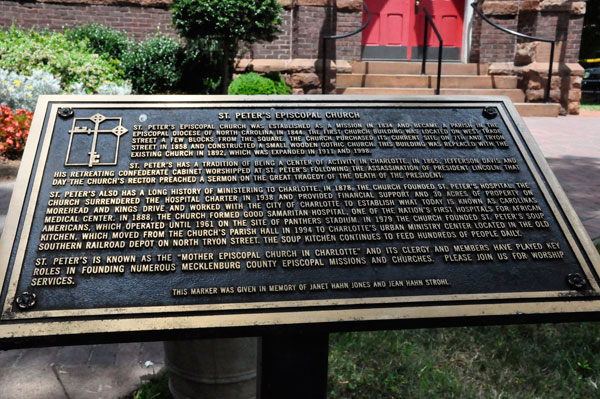 ST. PETER'S EPISCOPAL CHURCH
ST. PETER'S EPISCOPAL CHURCH WAS ESTABLISHED AS A MISSION IN 1834 AND BECAME A PARISH IN THE
EPISCOPAL DIOCESE OF NORTH CAROLINA IN 1844. THE FIRST CHURCH BUILDING WAS LOCATED ON WEST TRADE
STREET A FEW BLOCKS FROM THE SQUARE. THE CHURCH PURCHASED ITS CURRENT SITE ON 7TH AND TRYON
STREET IN 1858 AND CONSTRUCTED A SMALL WOODEN GOTHIC CHURCH. THIS BUILDING WAS REPLACED WITH THE
EXISTING CHURCH IN 1892, WHICH WAS EXPANDED IN 1911 AND 1998.
ST. PETER'S HAS A TRADITION OF BEING A CENTER OF ACTIVITY IN CHARLOTTE. IN 1865, JEFFERSON DAVIS AND
HIS RETREATING CONFEDERATE CABINET WORSHIPPED AT ST. PETER'S FOLLOWING THE ASSASSINATION OF PRESIDENT LINCOLN. THAT
DAY THE CHURCH'S RECTOR PREACHED A SERMON ON THE GREAT TRAGEDY OF THE DEATH OF THE PRESIDENT.
ST. PETER'S ALSO HAS A LONG HISTORY OF MINISTERING TO CHARLOTTE. IN 1878, THE CHURCH FOUNDED, ST. PETER'S HOSPITAL. THE
CHURCH SURRENDERED THE HOSPITAL CHARTER IN 1938 AND PROVIDED FINANCIAL SUPPORT AND 35 ACRES OF PROPERTY ON
MOREHEAD AND KINGS DRIVE AND WORKED WITH THE CITY OF CHARLOTTE TO ESTABLISH WHAT TODAY IS KNOWN AS CAROLINAS
MEDICAL CENTER. IN 1888, THE CHURCH FORMED GOOD SAMARITAN HOSPITAL, ONE OF THE NATION'S FIRST HOSPITALS FOR AFRICAN
AMERICANS, WHICH OPERATED UNTIL 1961 ON THE SITE OF PANTHERS STADIUM. IN 1979, THE CHURCH FOUNDED ST. PETER'S SOUP
KITCHEN, WHICH MOVED FROM THE CHURCH'S PARISH HALL IN 1994 TO CHARLOTTE'S URBAN MINISTRY CENTER LOCATED IN THE OLD
SOUTHERN RAILROAD DEPOT ON NORTH TRYON STREET. THE SOUP KITCHEN CONTINUES TO FEED HUNDREDS OF PEOPLE DAILY.
ST. PETER'S IS KNOWN AS THE "MOTHER EPISCOPAL CHURCH IN CHARLOTTE" AND ITS CLERGY AND MEMBERS HAVE PLAYED KEY
ROLES IN FOUNDING NUMEROUS MECKLENBURG COUNTY EPISCOPAL MISSIONS AND CHURCHES. PLEASE JOIN US FOR WORSHIP
SERVICES.
THIS MARKER WAS GIVEN IN MEMORY OF JANET HAHN JONES AND JEAN HAHN STROHL